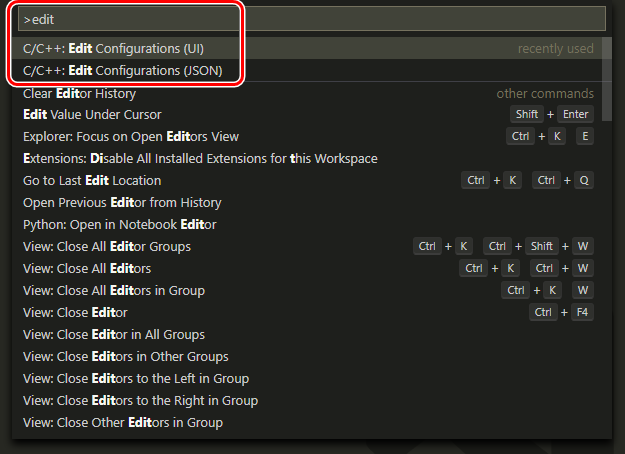 >edit
C/C++: Edit Configurations (UI) recently used
C/C++: Edit Configurations (JSON)
Clear Editor History other commands
Edit Value Under Cursor Shift + Enter
Explorer: Focus on Open Editors View Ctrl + K E
Extensions: Disable All Installed Extensions for this Workspace
Go to Last Edit Location Ctrl + K Ctrl + Q
Open Previous Editor from History
Python: Open in Notebook Editor
View: Close All Editor Groups Ctrl + K Ctrl + Shift + W
View: Close All Editors Ctrl + K Ctrl + W
View: Close All Editors in Group Ctrl + K W
View: Close Editor Ctrl + F4
View: Close Editor in All Groups
View: Close Editors in Other Groups
View: Close Editors to the Left in Group
View: Close Editors to the Right in Group
View: Close Other Editors in Group